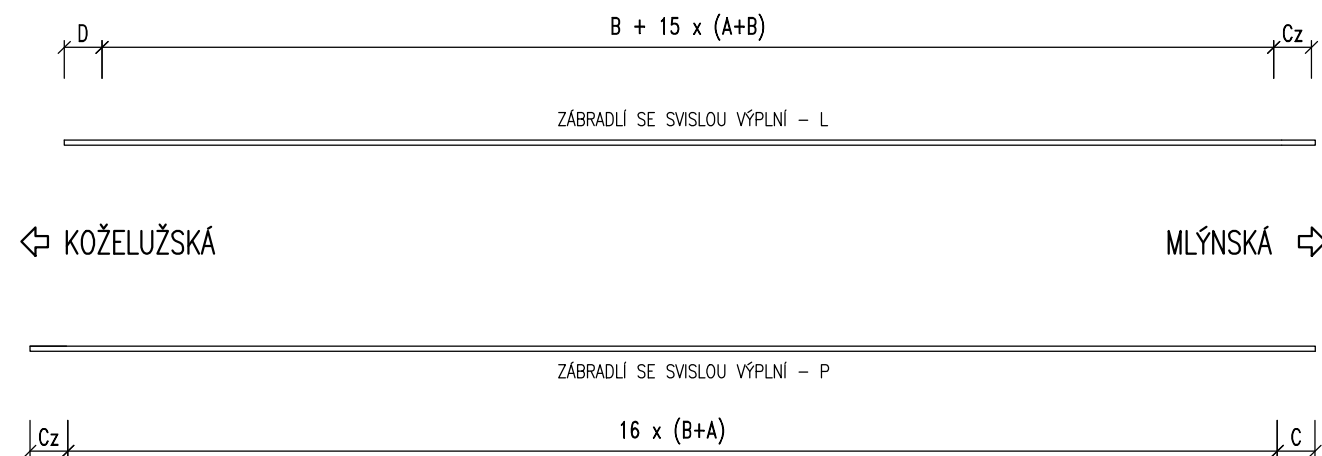 D B + 15 x (A+B) Cz
ZÁBRADLÍ SE SVISLOU VÝPLNÍ – L
KOŽELUŽSKÁ MLÝNSKÁ
ZÁBRADLÍ SE SVISLOU VÝPLNÍ – P
Cz 16 x (B+A) C